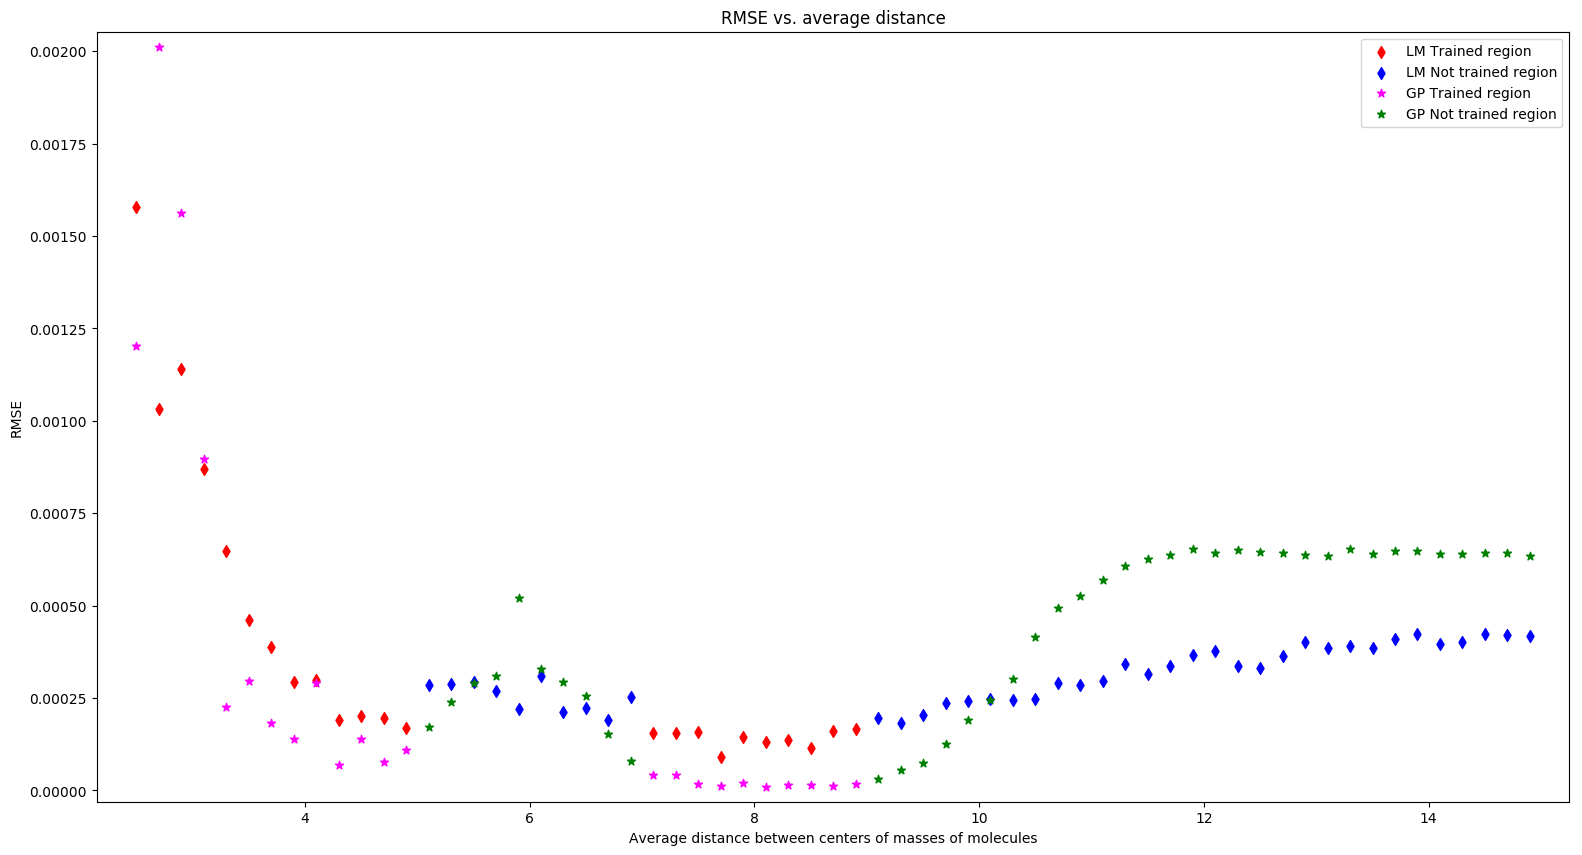 RMSE vs. average distance
LM Trained region
LM Not trained region
GP Trained region
GP Not trained region
RMSE
0.00200
0.00175
0.00150
0.00125
0.00100
0.00075
0.00050
0.00025
0.00000
4
6
8
10
12
14
Average distance between centers of masses of molecules